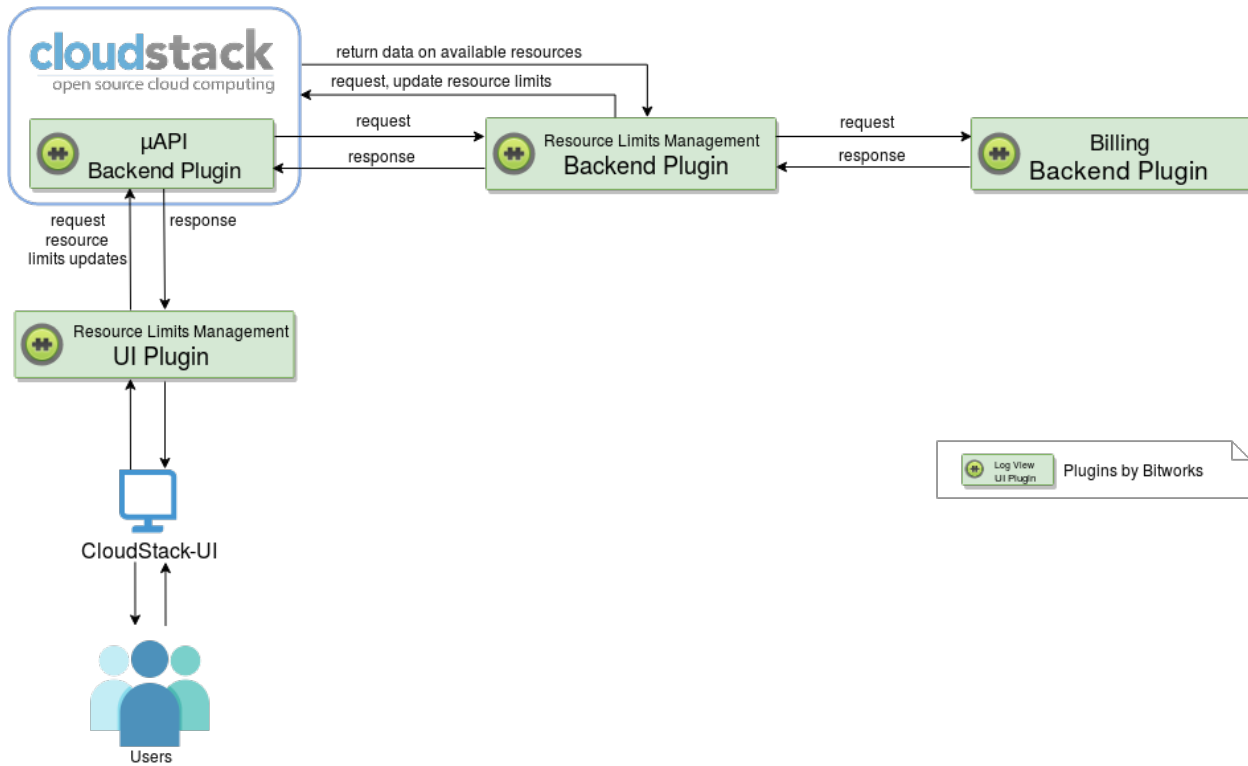 cloudstack
open source cloud computing
return data on available resources
request, update resource limits
µAPI
Backend Plugin
request
response
Resource Limits Management
Backend Plugin
request
response
Billing
Backend Plugin
request
resource
limits updates
response
Resource Limits Management
UI Plugin
CloudStack-UI
Users
Log View
UI Plugin
Plugins by Bitworks